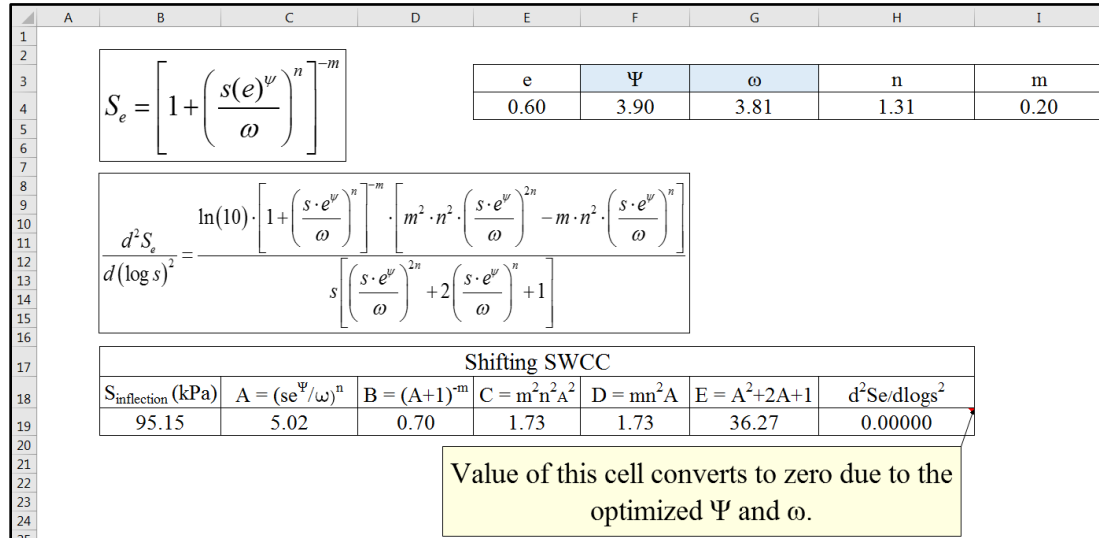 A B C D E F G H I
1
2
3 e Ψ ω n m
4 0.60 3.90 3.81 1.31 0.20
S_e = [1 + (s(e)^ψ / ω)^n]^-m
5
6
7
8
9
10
11
12
13
14
15
16
d²S_e / d(log s)² = ln(10)·[1+(s·e^ψ / ω)^n]^-m · [m²·n²·(s·e^ψ / ω)^2n − m·n²·(s·e^ψ / ω)^n] / s[(s·e^ψ / ω)^2n + 2(s·e^ψ / ω)^n + 1]
17 Shifting SWCC
18 S_inflection (kPa) A = (se^Ψ/ω)^n B = (A+1)^-m C = m²n²A² D = mn²A E = A²+2A+1 d²Se/dlogs²
19 95.15 5.02 0.70 1.73 1.73 36.27 0.00000
20
21
22
23
24
Value of this cell converts to zero due to the
optimized Ψ and ω.
25